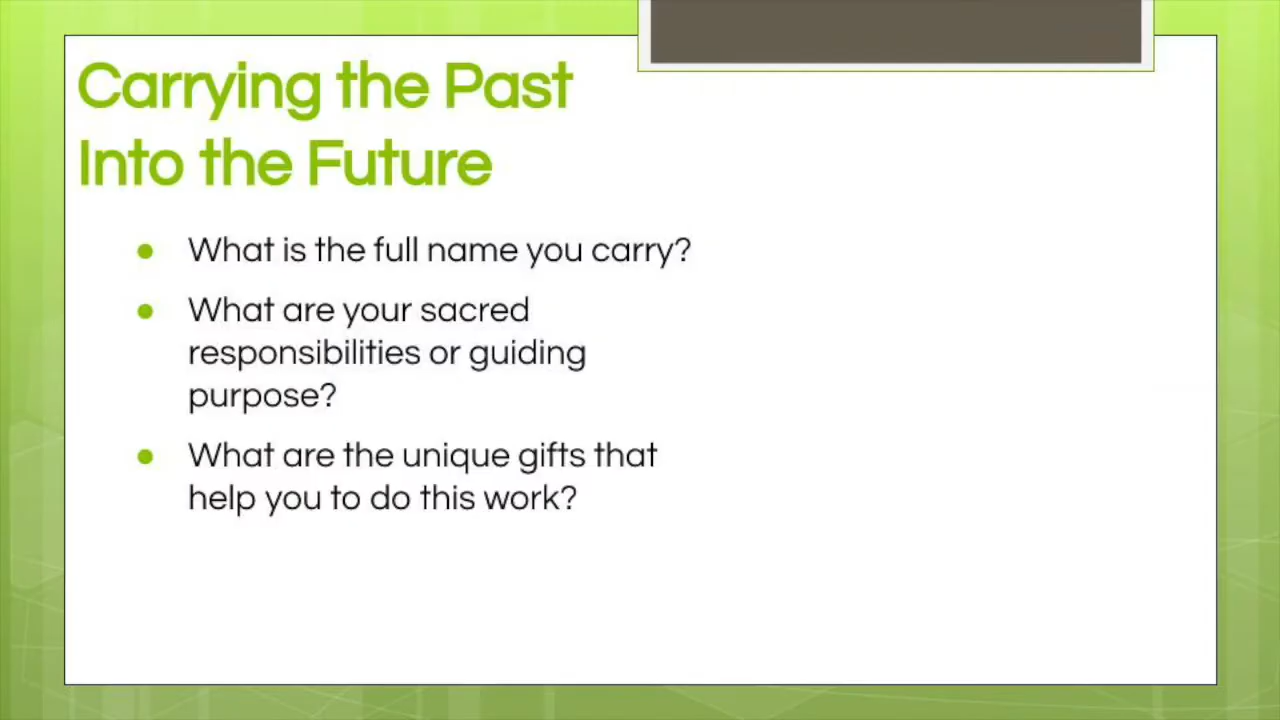 Carrying the Past
Into the Future
● What is the full name you carry?
● What are your sacred
responsibilities or guiding
purpose?
● What are the unique gifts that
help you to do this work?